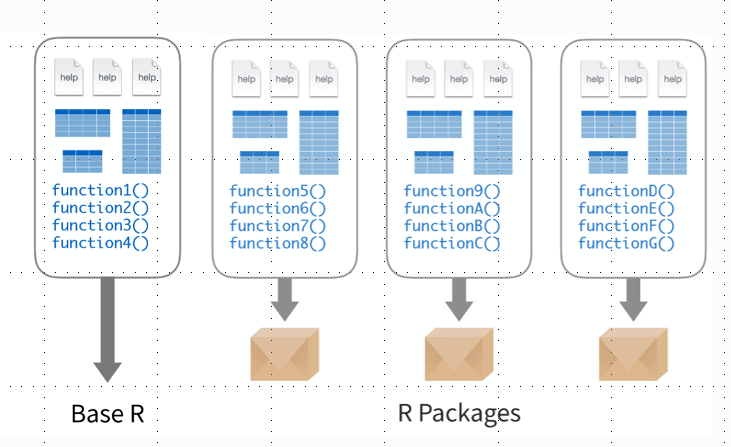 help help help
function1()
function2()
function3()
function4()
help help help
function5()
function6()
function7()
function8()
help help help
function9()
functionA()
functionB()
functionC()
help help help
functionD()
functionE()
functionF()
functionG()
Base R
R Packages